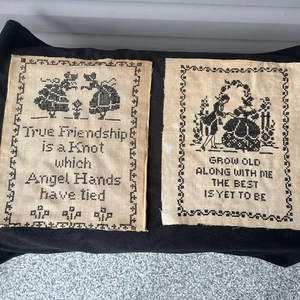 True Friendship
is a Knot
which
Angel Hands
have tied
GROW OLD
ALONG WITH ME
THE BEST
IS YET TO BE